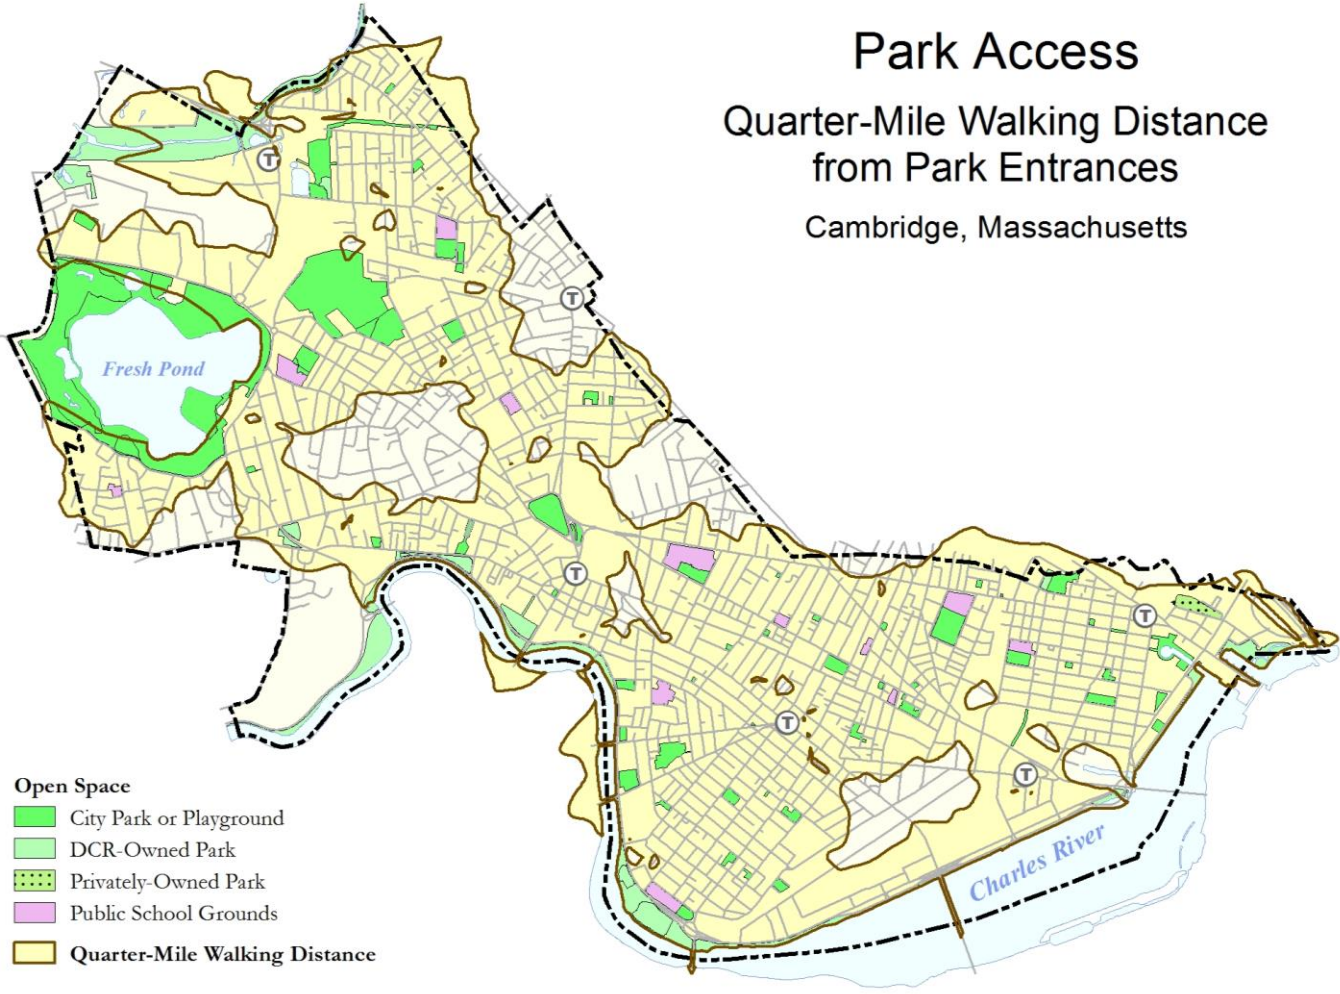 Park Access
Quarter-Mile Walking Distance
from Park Entrances
Cambridge, Massachusetts
T
T
Fresh Pond
T
T
T
T
Charles River
Open Space
City Park or Playground
DCR-Owned Park
Privately-Owned Park
Public School Grounds
Quarter-Mile Walking Distance